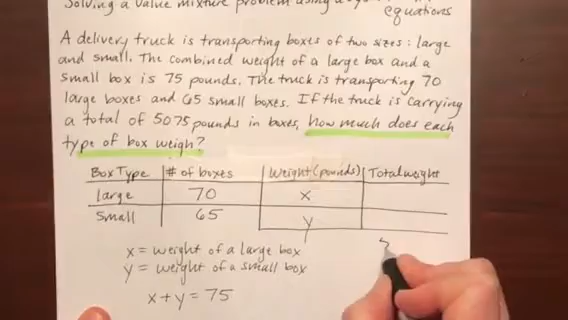 Solving a value mixture problem using a
equations
A delivery truck is transporting boxes of two sizes: large
and small. The combined weight of a large box and a
small box is 75 pounds. The truck is transporting 70
large boxes and 65 small boxes. If the truck is carrying
a total of 5075 pounds in boxes, how much does each
type of box weigh?
Box Type # of boxes Weight (pounds) Total weight
large 70 x
small 65 y
x = weight of a large box
y = weight of a small box
x+y = 75